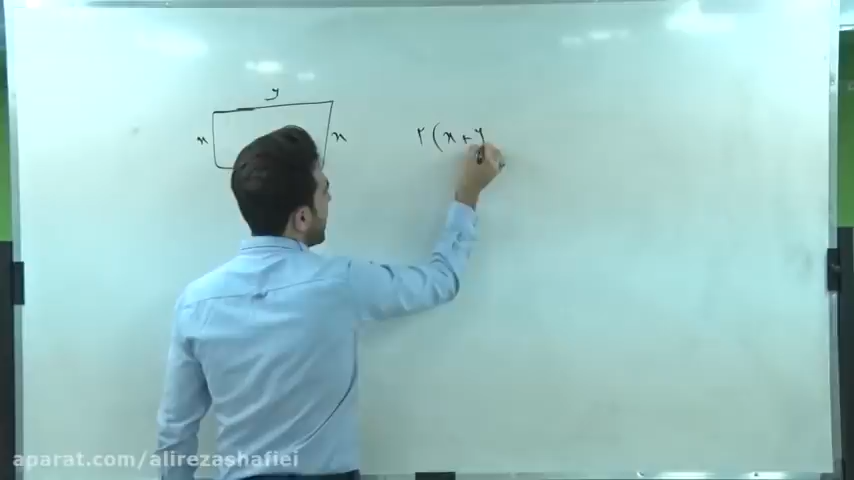 y
x x ۲(x+y
aparat.com/alirezashafiei